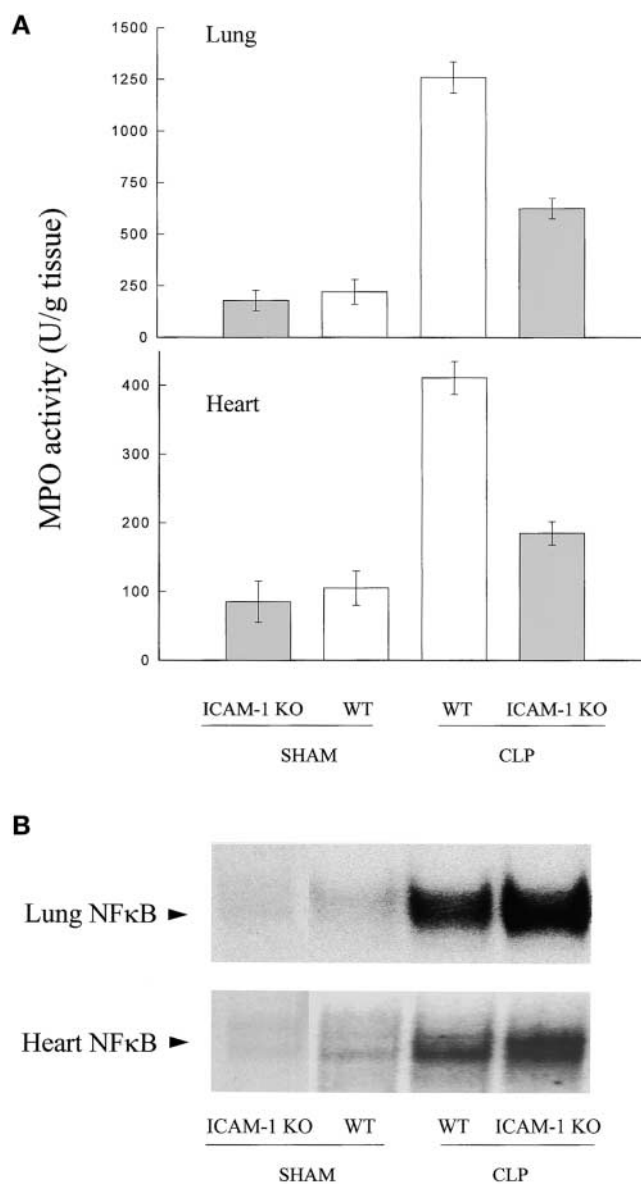 A
Lung
1500
1250
1000
750
500
250
0
Heart
400
300
200
100
0
MPO activity (U/g tissue)
ICAM-1 KO WT WT ICAM-1 KO
SHAM CLP
B
Lung NFκB ►
Heart NFκB ►
ICAM-1 KO WT WT ICAM-1 KO
SHAM CLP